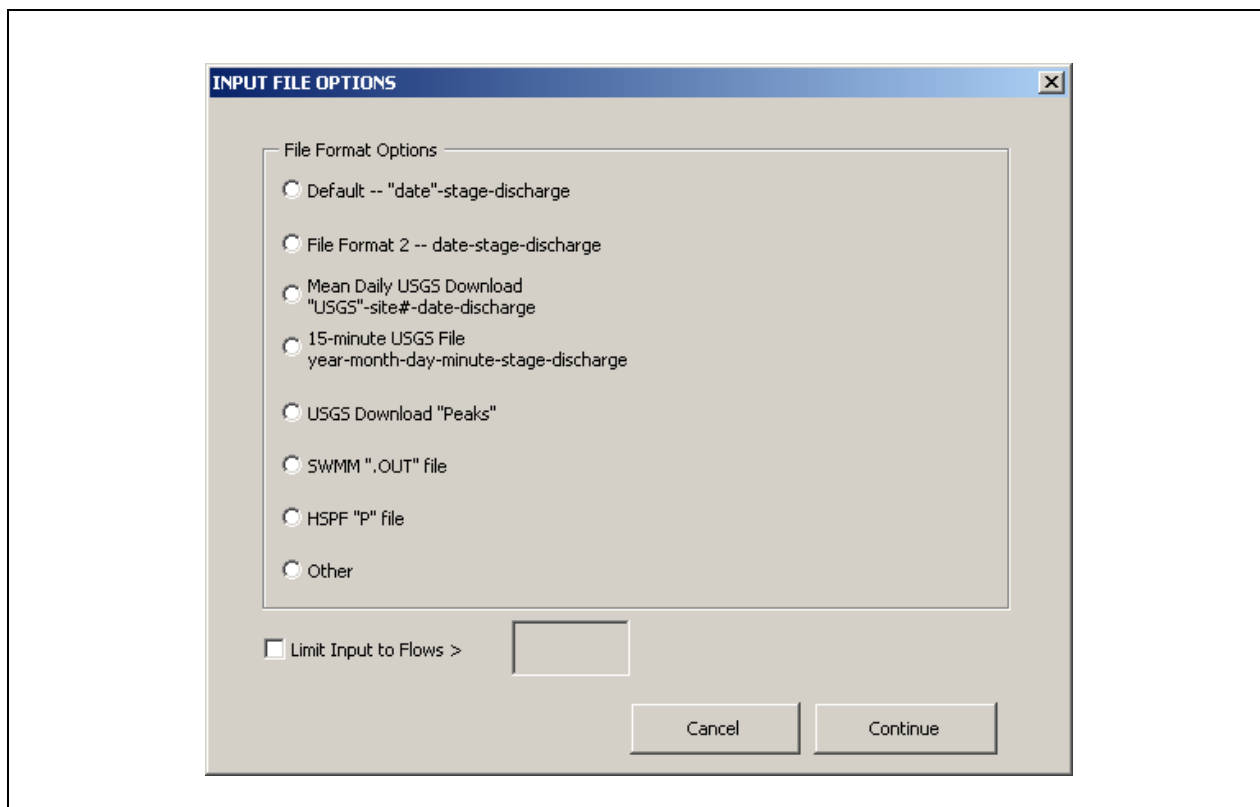 INPUT FILE OPTIONS
File Format Options
Default -- "date"-stage-discharge
File Format 2 -- date-stage-discharge
Mean Daily USGS Download
"USGS"-site#-date-discharge
15-minute USGS File
year-month-day-minute-stage-discharge
USGS Download "Peaks"
SWMM ".OUT" file
HSPF "P" file
Other
Limit Input to Flows >
Cancel
Continue